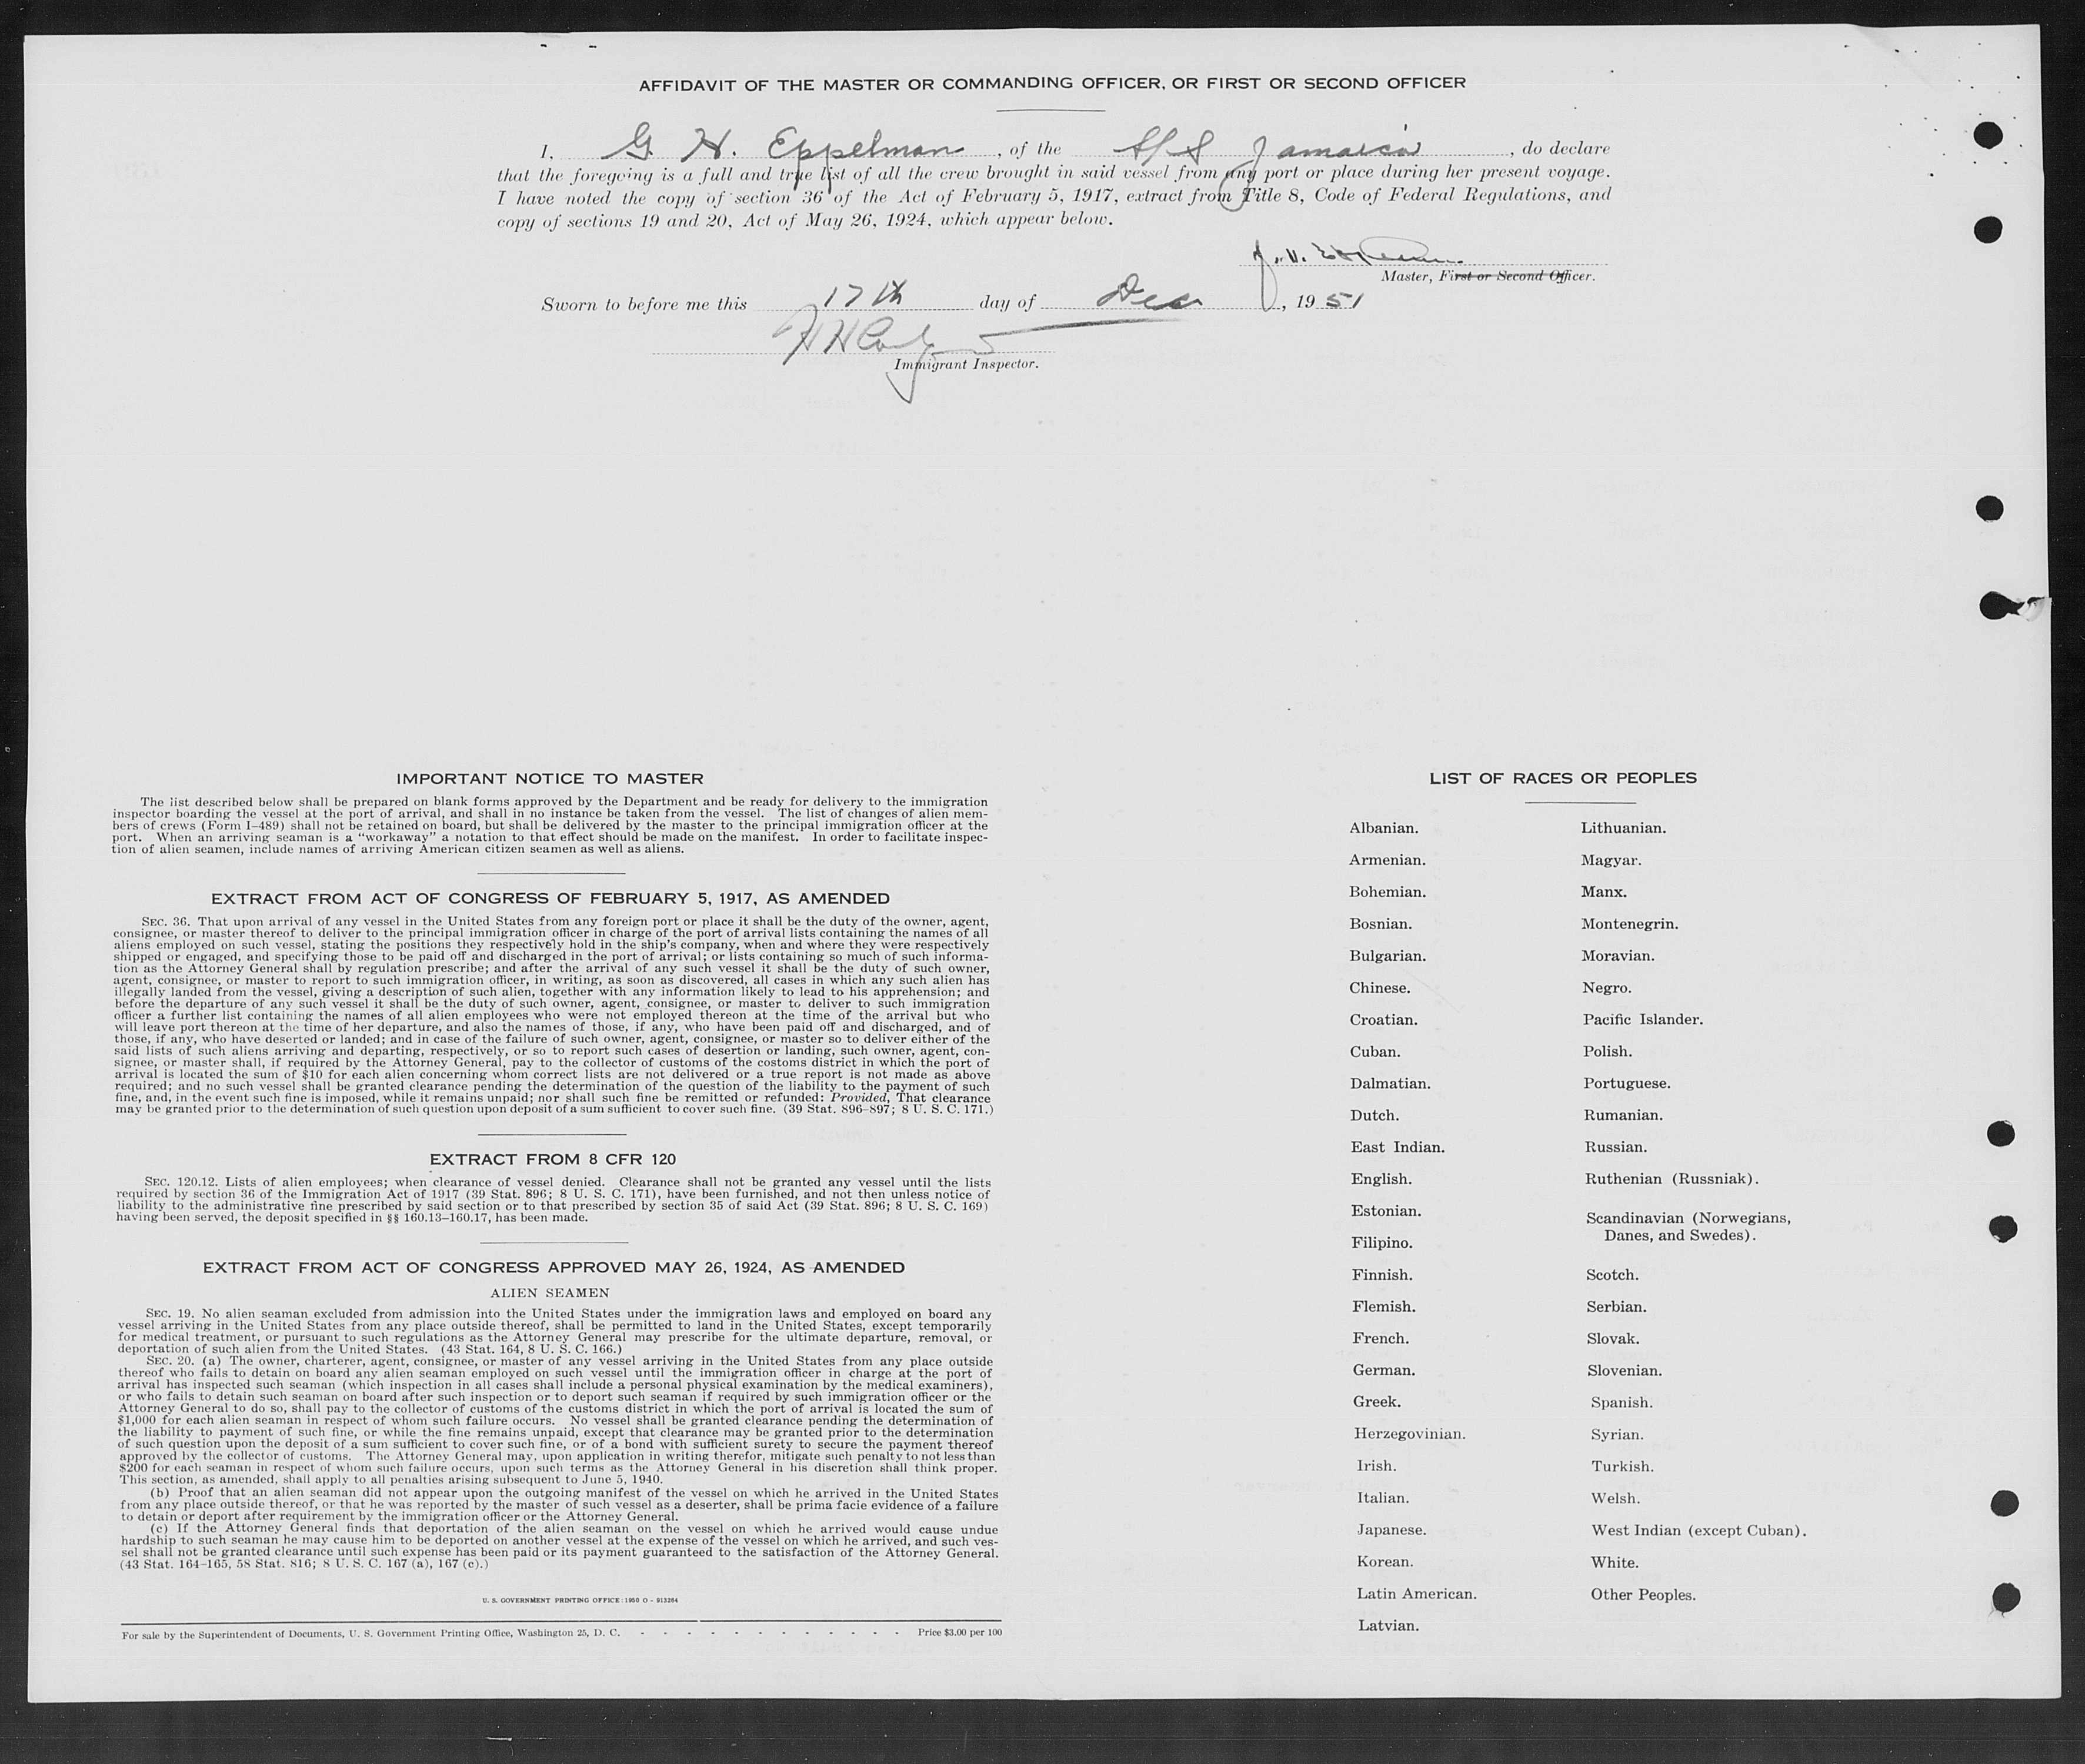 AFFIDAVIT OF THE MASTER OR COMMANDING OFFICER, OR FIRST OR SECOND OFFICER
I, G. H. Eppelman, of the S/S Jamaica, do declare
that the foregoing is a full and true list of all the crew brought in said vessel from any port or place during her present voyage.
I have noted the copy of section 36 of the Act of February 5, 1917, extract from Title 8, Code of Federal Regulations, and
copy of sections 19 and 20, Act of May 26, 1924, which appear below.
Master, First or Second Officer.
Sworn to before me this 17th day of Dec, 1951
Immigrant Inspector.
IMPORTANT NOTICE TO MASTER
The list described below shall be prepared on blank forms approved by the Department and be ready for delivery to the immigration
inspector boarding the vessel at the port of arrival, and shall in no instance be taken from the vessel. The list of changes of alien mem-
bers of crews (Form I–489) shall not be retained on board, but shall be delivered by the master to the principal immigration officer at the
port. When an arriving seaman is a “workaway” a notation to that effect should be made on the manifest. In order to facilitate inspec-
tion of alien seamen, include names of arriving American citizen seamen as well as aliens.
EXTRACT FROM ACT OF CONGRESS OF FEBRUARY 5, 1917, AS AMENDED
SEC. 36. That upon arrival of any vessel in the United States from any foreign port or place it shall be the duty of the owner, agent,
consignee, or master thereof to deliver to the principal immigration officer in charge of the port of arrival lists containing the names of all
aliens employed on such vessel, stating the positions they respectively hold in the ship's company, when and where they were respectively
shipped or engaged, and specifying those to be paid off and discharged in the port of arrival; or lists containing so much of such informa-
tion as the Attorney General shall by regulation prescribe; and after the arrival of any such vessel it shall be the duty of such owner,
agent, consignee, or master to report to such immigration officer, in writing, as soon as discovered, all cases in which any such alien has
illegally landed from the vessel, giving a description of such alien, together with any information likely to lead to his apprehension; and
before the departure of any such vessel it shall be the duty of such owner, agent, consignee, or master to deliver to such immigration
officer a further list containing the names of all alien employees who were not employed thereon at the time of the arrival but who
will leave port thereon at the time of her departure, and also the names of those, if any, who have been paid off and discharged, and of
those, if any, who have deserted or landed; and in case of the failure of such owner, agent, consignee, or master so to deliver either of the
said lists of such aliens arriving and departing, respectively, or so to report such cases of desertion or landing, such owner, agent, con-
signee, or master shall, if required by the Attorney General, pay to the collector of customs of the costoms district in which the port of
arrival is located the sum of $10 for each alien concerning whom correct lists are not delivered or a true report is not made as above
required; and no such vessel shall be granted clearance pending the determination of the question of the liability to the payment of such
fine, and, in the event such fine is imposed, while it remains unpaid; nor shall such fine be remitted or refunded: Provided, That clearance
may be granted prior to the determination of such question upon deposit of a sum sufficient to cover such fine. (39 Stat. 896–897; 8 U. S. C. 171.)
EXTRACT FROM 8 CFR 120
SEC. 120.12. Lists of alien employees; when clearance of vessel denied. Clearance shall not be granted any vessel until the lists
required by section 36 of the Immigration Act of 1917 (39 Stat. 896; 8 U. S. C. 171), have been furnished, and not then unless notice of
liability to the administrative fine prescribed by said section or to that prescribed by section 35 of said Act (39 Stat. 896; 8 U. S. C. 169)
having been served, the deposit specified in §§ 160.13–160.17, has been made.
EXTRACT FROM ACT OF CONGRESS APPROVED MAY 26, 1924, AS AMENDED
ALIEN SEAMEN
SEC. 19. No alien seaman excluded from admission into the United States under the immigration laws and employed on board any
vessel arriving in the United States from any place outside thereof, shall be permitted to land in the United States, except temporarily
for medical treatment, or pursuant to such regulations as the Attorney General may prescribe for the ultimate departure, removal, or
deportation of such alien from the United States. (43 Stat. 164, 8 U. S. C. 166.)
SEC. 20. (a) The owner, charterer, agent, consignee, or master of any vessel arriving in the United States from any place outside
thereof who fails to detain on board any alien seaman employed on such vessel until the immigration officer in charge at the port of
arrival has inspected such seaman (which inspection in all cases shall include a personal physical examination by the medical examiners),
or who fails to detain such seaman on board after such inspection or to deport such seaman if required by such immigration officer or the
Attorney General to do so, shall pay to the collector of customs of the customs district in which the port of arrival is located the sum of
$1,000 for each alien seaman in respect of whom such failure occurs. No vessel shall be granted clearance pending the determination of
the liability to payment of such fine, or while the fine remains unpaid, except that clearance may be granted prior to the determination
of such question upon the deposit of a sum sufficient to cover such fine, or of a bond with sufficient surety to secure the payment thereof
approved by the collector of customs. The Attorney General may, upon application in writing therefor, mitigate such penalty to not less than
$200 for each seaman in respect of whom such failure occurs, upon such terms as the Attorney General in his discretion shall think proper.
This section, as amended, shall apply to all penalties arising subsequent to June 5, 1940.
(b) Proof that an alien seaman did not appear upon the outgoing manifest of the vessel on which he arrived in the United States
from any place outside thereof, or that he was reported by the master of such vessel as a deserter, shall be prima facie evidence of a failure
to detain or deport after requirement by the immigration officer or the Attorney General.
(c) If the Attorney General finds that deportation of the alien seaman on the vessel on which he arrived would cause undue
hardship to such seaman he may cause him to be deported on another vessel at the expense of the vessel on which he arrived, and such ves-
sel shall not be granted clearance until such expense has been paid or its payment guaranteed to the satisfaction of the Attorney General.
(43 Stat. 164–165, 58 Stat. 816; 8 U. S. C. 167 (a), 167 (c).)
U. S. GOVERNMENT PRINTING OFFICE : 1950 O - 913264
For sale by the Superintendent of Documents, U. S. Government Printing Office, Washington 25, D. C. - - - - - - - - - - - - Price $3.00 per 100
LIST OF RACES OR PEOPLES
Albanian.
Armenian.
Bohemian.
Bosnian.
Bulgarian.
Chinese.
Croatian.
Cuban.
Dalmatian.
Dutch.
East Indian.
English.
Estonian.
Filipino.
Finnish.
Flemish.
French.
German.
Greek.
Herzegovinian.
Irish.
Italian.
Japanese.
Korean.
Latin American.
Latvian.
Lithuanian.
Magyar.
Manx.
Montenegrin.
Moravian.
Negro.
Pacific Islander.
Polish.
Portuguese.
Rumanian.
Russian.
Ruthenian (Russniak).
Scandinavian (Norwegians,
Danes, and Swedes).
Scotch.
Serbian.
Slovak.
Slovenian.
Spanish.
Syrian.
Turkish.
Welsh.
West Indian (except Cuban).
White.
Other Peoples.